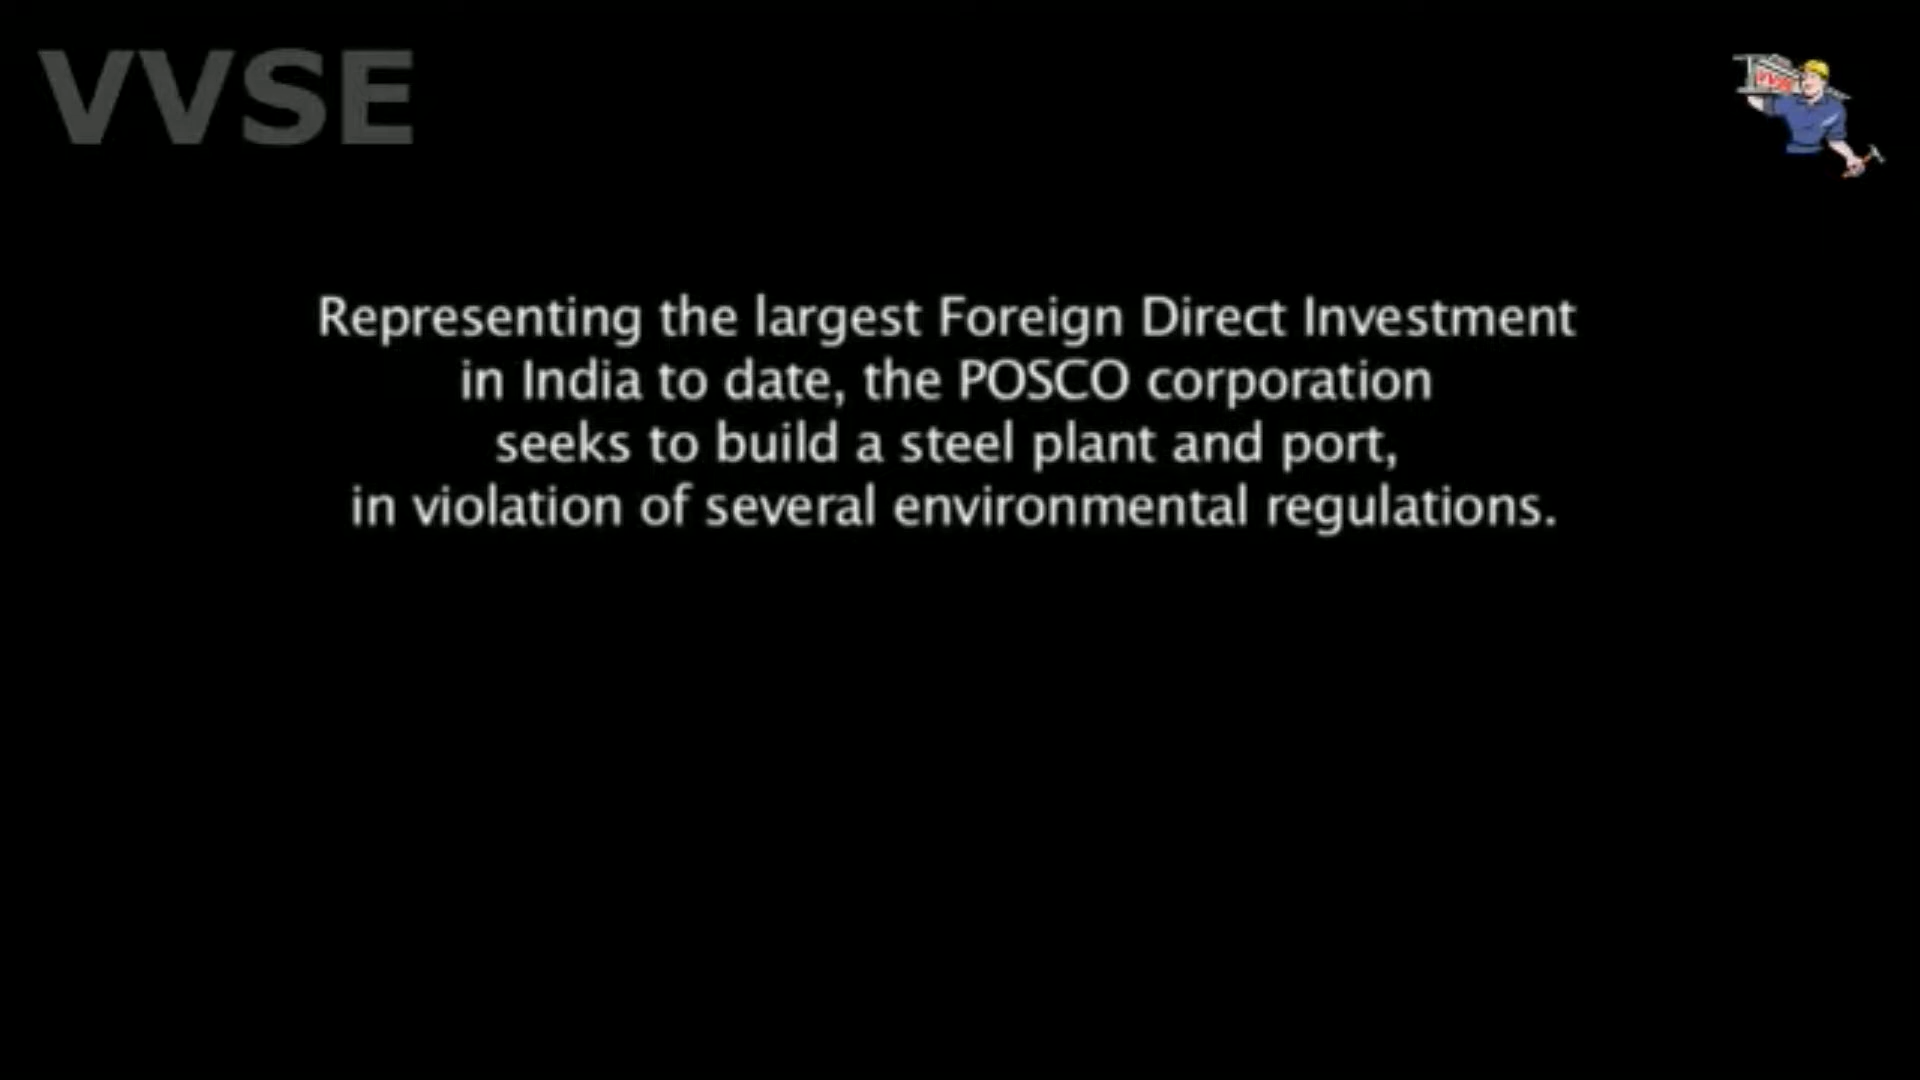 VVSE
Representing the largest Foreign Direct Investment
in India to date, the POSCO corporation
seeks to build a steel plant and port,
in violation of several environmental regulations.